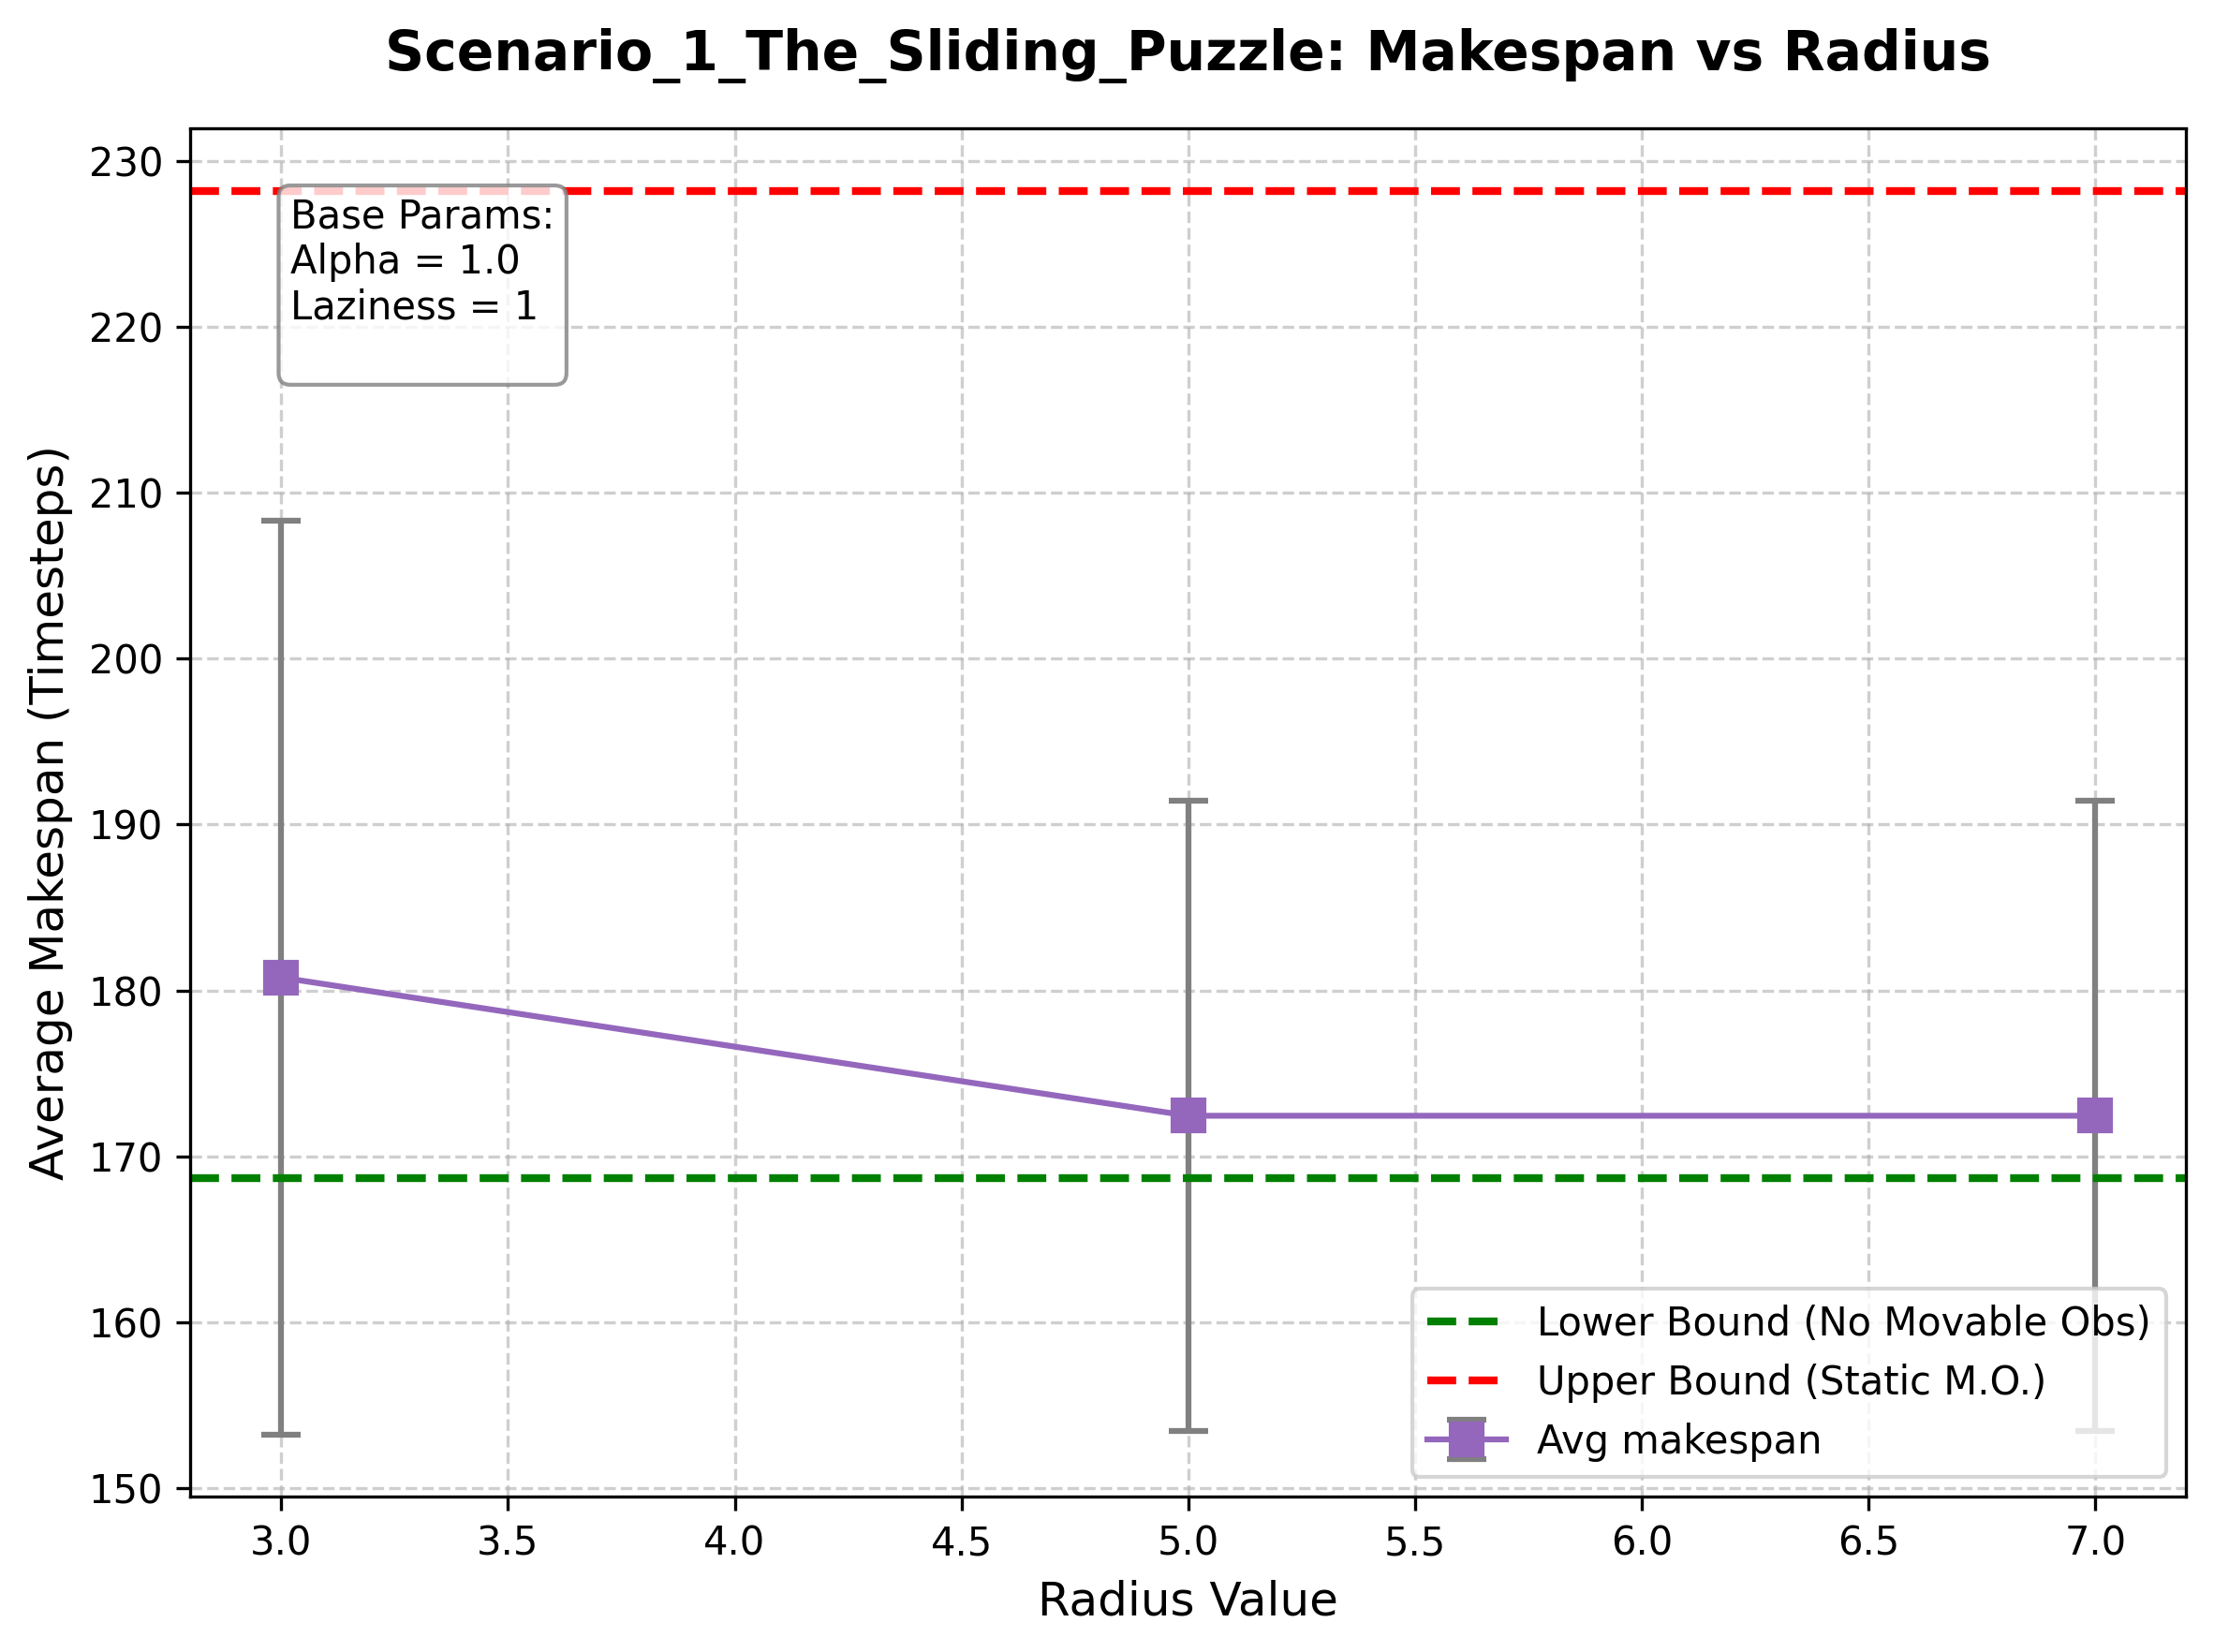 Scenario_1_The_Sliding_Puzzle: Makespan vs Radius
Average Makespan (Timesteps)
230
220
210
200
190
180
170
160
150
Base Params:
Alpha = 1.0
Laziness = 1
Lower Bound (No Movable Obs)
Upper Bound (Static M.O.)
Avg makespan
3.0 3.5 4.0 4.5 5.0 5.5 6.0 6.5 7.0
Radius Value